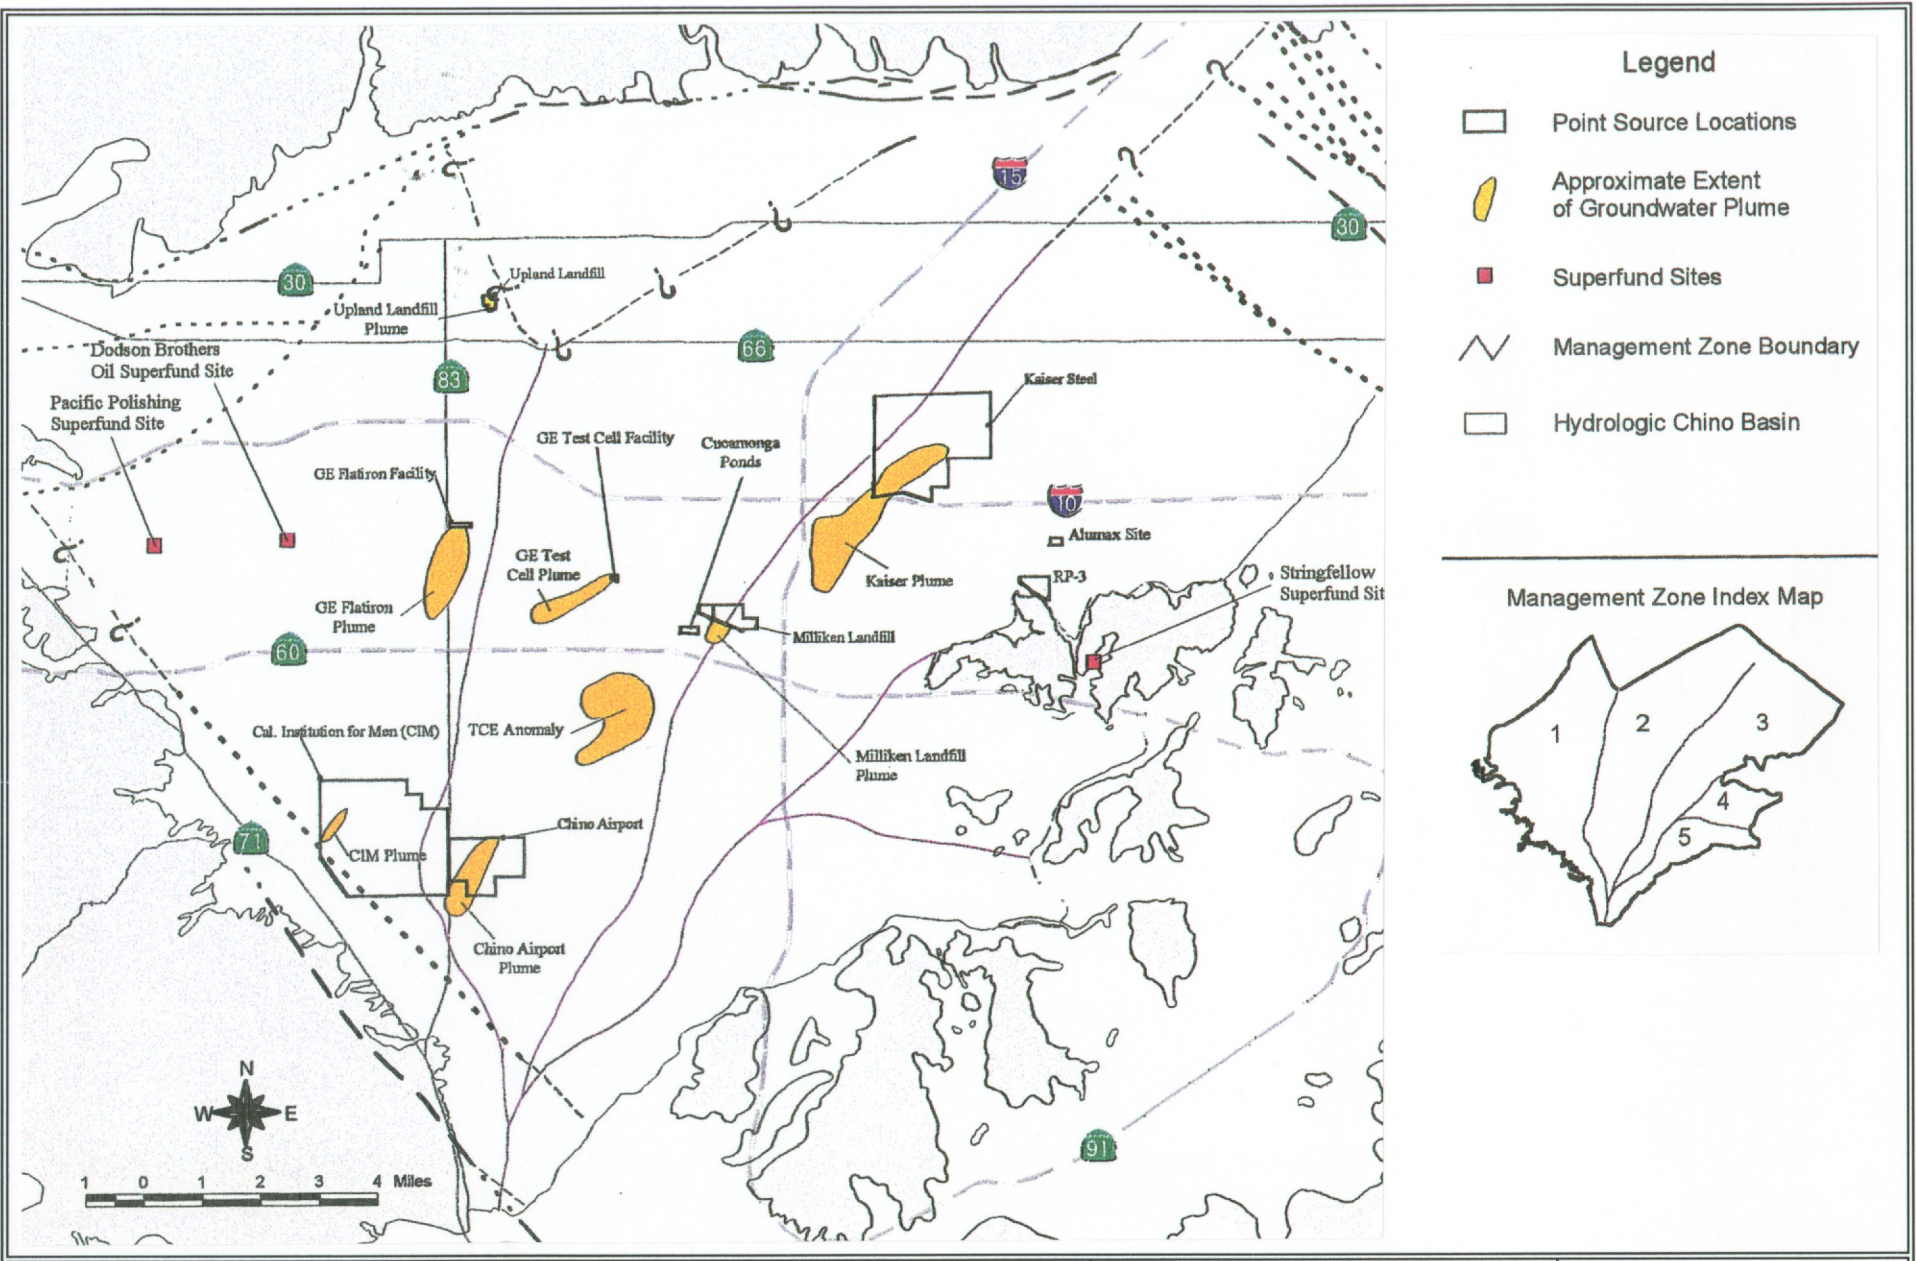 Legend
Point Source Locations
Approximate Extent
of Groundwater Plume
Superfund Sites
Management Zone Boundary
Hydrologic Chino Basin
Management Zone Index Map
1
2
3
4
5
15
30
30
Upland Landfill
Upland Landfill
Plume
66
Dodson Brothers
Oil Superfund Site
83
Pacific Polishing
Superfund Site
Kaiser Steel
GE Test Cell Facility
Cucamonga
Ponds
GE Flatiron Facility
10
Alumax Site
GE Test
Cell Plume
Kaiser Plume
RP-3
Stringfellow
Superfund Sit
GE Flatiron
Plume
Milliken Landfill
60
Cal. Institution for Men (CIM)
TCE Anomaly
Milliken Landfill
Plume
Chino Airport
71
CIM Plume
Chino Airport
Plume
N
W E
S
91
1 0 1 2 3 4 Miles